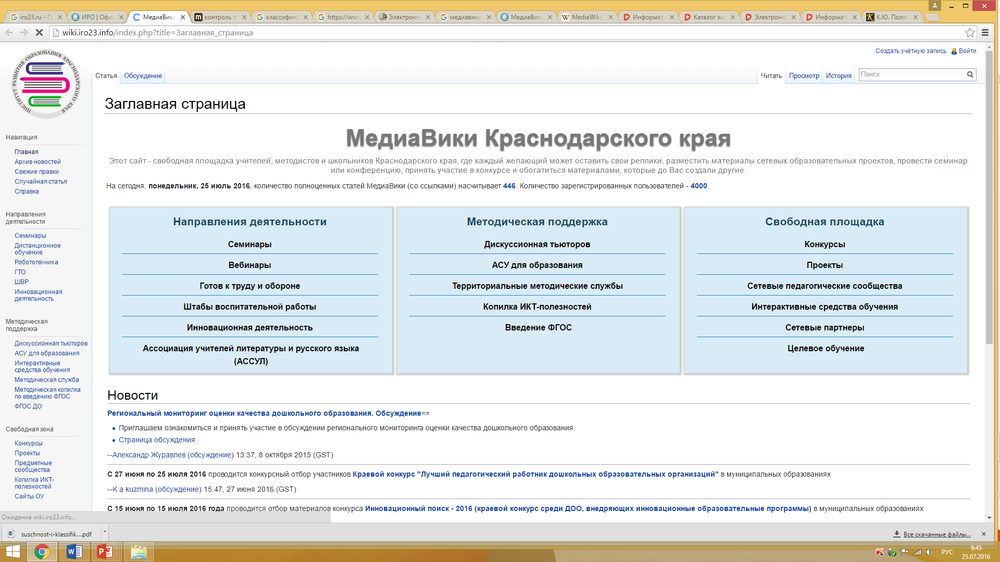 iro23.ru - П
ИРО | Офи
МедиаВики
контроль п
классифика
https://ww
Электронн
медиавики
МедиаВик
MediaWiki
Информат
Каталог ви
Электронн
Информат
К.Ю. Поля
wiki.iro23.info/index.php?title=Заглавная_страница
ИНСТИТУТ РАЗВИТИЯ ОБРАЗОВАНИЯ КРАСНОДАРСКОГО КРАЯ
Создать учётную запись Войти
Статья Обсуждение Читать Просмотр История Поиск
Заглавная страница
МедиаВики Краснодарского края
Этот сайт - свободная площадка учителей, методистов и школьников Краснодарского края, где каждый желающий может оставить свои реплики, разместить материалы сетевых образовательных проектов, провести семинар
или конференцию, принять участие в конкурсе и обогатиться материалами, которые до Вас создали другие.
На сегодня, понедельник, 25 июль 2016, количество полноценных статей МедиаВики (со ссылками) насчитывает 446. Количество зарегистрированных пользователей - 4000.
Навигация
Главная
Архив новостей
Свежие правки
Случайная статья
Справка
Направления
деятельности
Семинары
Дистанционное
обучение
Робототехника
ГТО
ШВР
Инновационная
деятельность
Методическая
поддержка
Дискуссионная тьюторов
АСУ для образования
Интерактивные
средства обучения
Методическая служба
Методическая копилка
по введению ФГОС
ФГОС ДО
Свободная зона
Конкурсы
Проекты
Предметные
сообщества
Копилка ИКТ-
полезностей
Сайты ОУ
Направления деятельности
Семинары
Вебинары
Готов к труду и обороне
Штабы воспитательной работы
Инновационная деятельность
Ассоциация учителей литературы и русского языка
(АССУЛ)
Методическая поддержка
Дискуссионная тьюторов
АСУ для образования
Территориальные методические службы
Копилка ИКТ-полезностей
Введение ФГОС
Свободная площадка
Конкурсы
Проекты
Сетевые педагогические сообщества
Интерактивные средства обучения
Сетевые партнеры
Целевое обучение
Новости
Региональный мониторинг оценки качества дошкольного образования. Обсуждение==
Приглашаем ознакомиться и принять участие в обсуждении регионального мониторинга оценки качества дошкольного образования.
Страница обсуждения
--Александр Журавлев (обсуждение) 13:37, 8 октября 2015 (GST)
С 27 июня по 25 июля 2016 проводится конкурсный отбор участников Краевой конкурс "Лучший педагогический работник дошкольных образовательных организаций" в муниципальных образованиях
--K a kuzmina (обсуждение) 15:47, 27 июня 2016 (GST)
С 15 июня по 15 июля 2016 года проводится отбор материалов конкурса Инновационный поиск - 2016 (краевой конкурс среди ДОО, внедряющих инновационные образовательные программы) в муниципальных образованиях
Ожидание wiki.iro23.info...
suschnost-i-klassifik....pdf
Все скачанные файлы...
РУС
9:45
25.07.2016